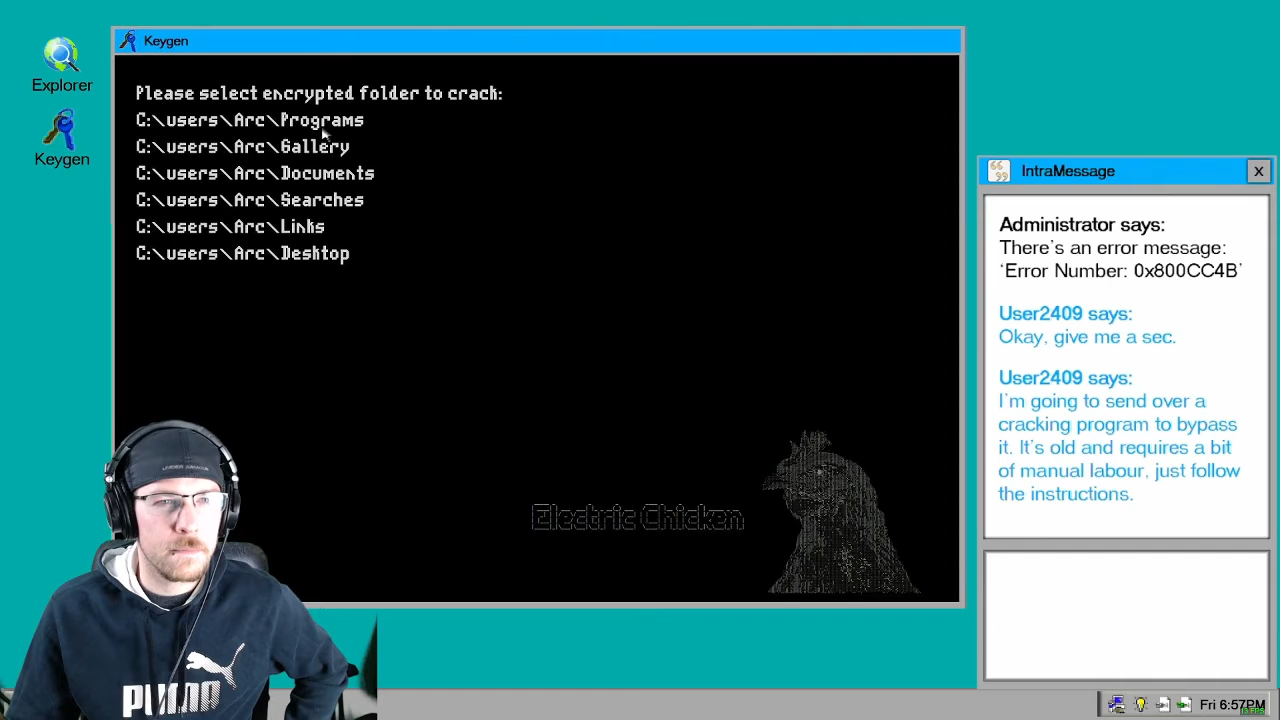 Explorer
Keygen
Keygen
Please select encrypted folder to crack:
C:\users\Arc\Programs
C:\users\Arc\Gallery
C:\users\Arc\Documents
C:\users\Arc\Searches
C:\users\Arc\Links
C:\users\Arc\Desktop
Electric Chicken
IntraMessage
X
Administrator says:
There's an error message:
'Error Number: 0x800CC4B'
User2409 says:
Okay, give me a sec.
User2409 says:
I'm going to send over a
cracking program to bypass
it. It's old and requires a bit
of manual labour, just follow
the instructions.
UNDER ARMOUR
PUMA
Fri 6:57PM